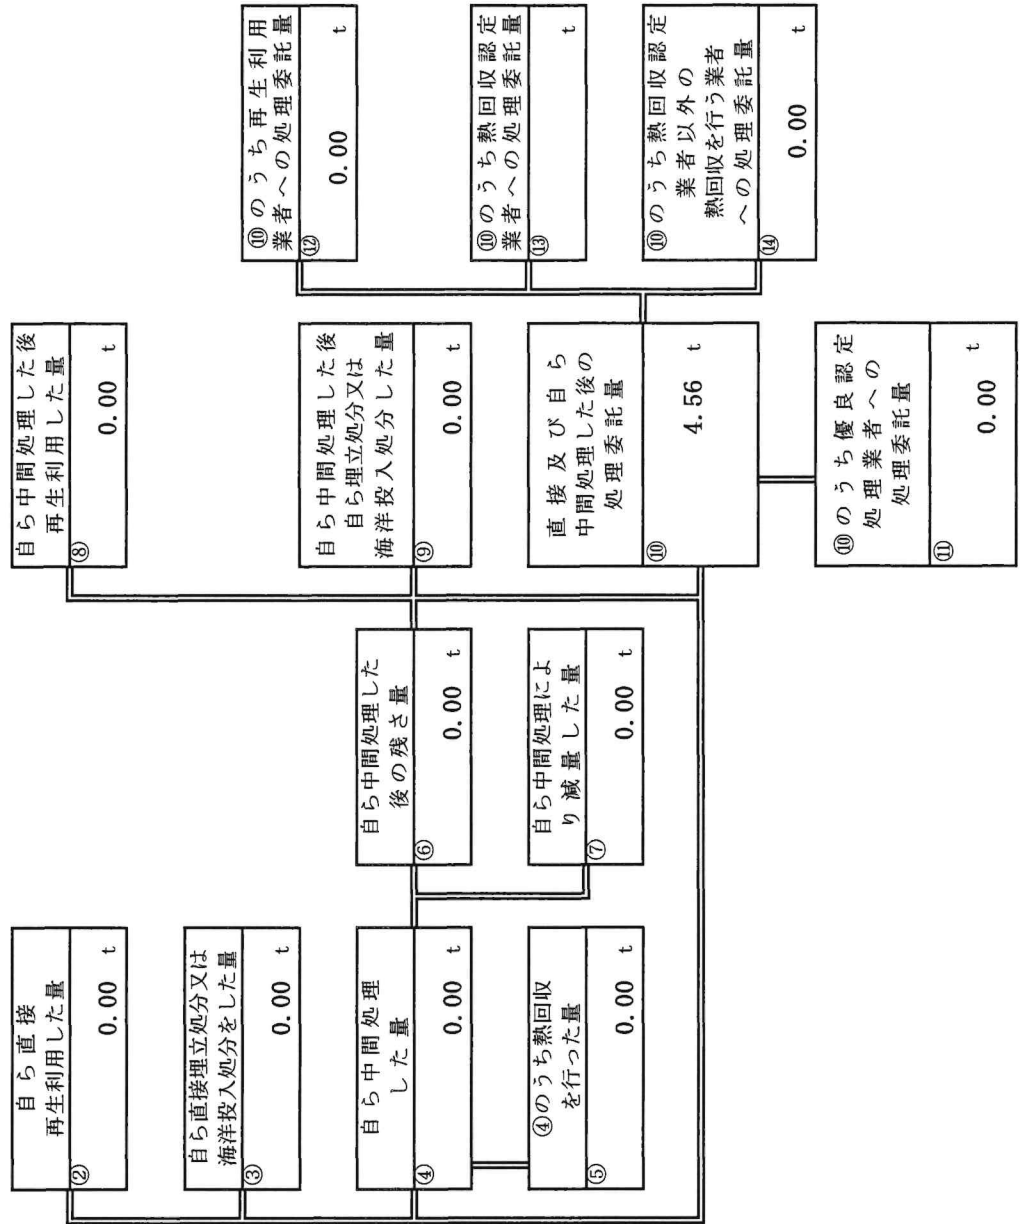 自ら直接
再生利用した量
②
0.00 t
自ら直接埋立処分又は
海洋投入処分をした量
③
0.00 t
自ら中間処理
した量
④
0.00 t
④のうち熱回収
を行った量
⑤
0.00 t
自ら中間処理した
後の残さ量
⑥
0.00 t
自ら中間処理によ
り減量した量
⑦
0.00 t
自ら中間処理した後
再生利用した量
⑧
0.00 t
自ら中間処理した後
自ら埋立処分又は
海洋投入処分した量
⑨
0.00 t
直接及び自ら
中間処理した後の
処理委託量
⑩
4.56 t
⑩のうち優良認定
処理業者への
処理委託量
⑪
0.00 t
⑩のうち再生利用
業者への処理委託量
⑫
0.00 t
⑩のうち熱回収認定
業者への処理委託量
⑬
t
⑩のうち熱回収認定
業者以外の
熱回収を行う業者
への処理委託量
⑭
0.00 t